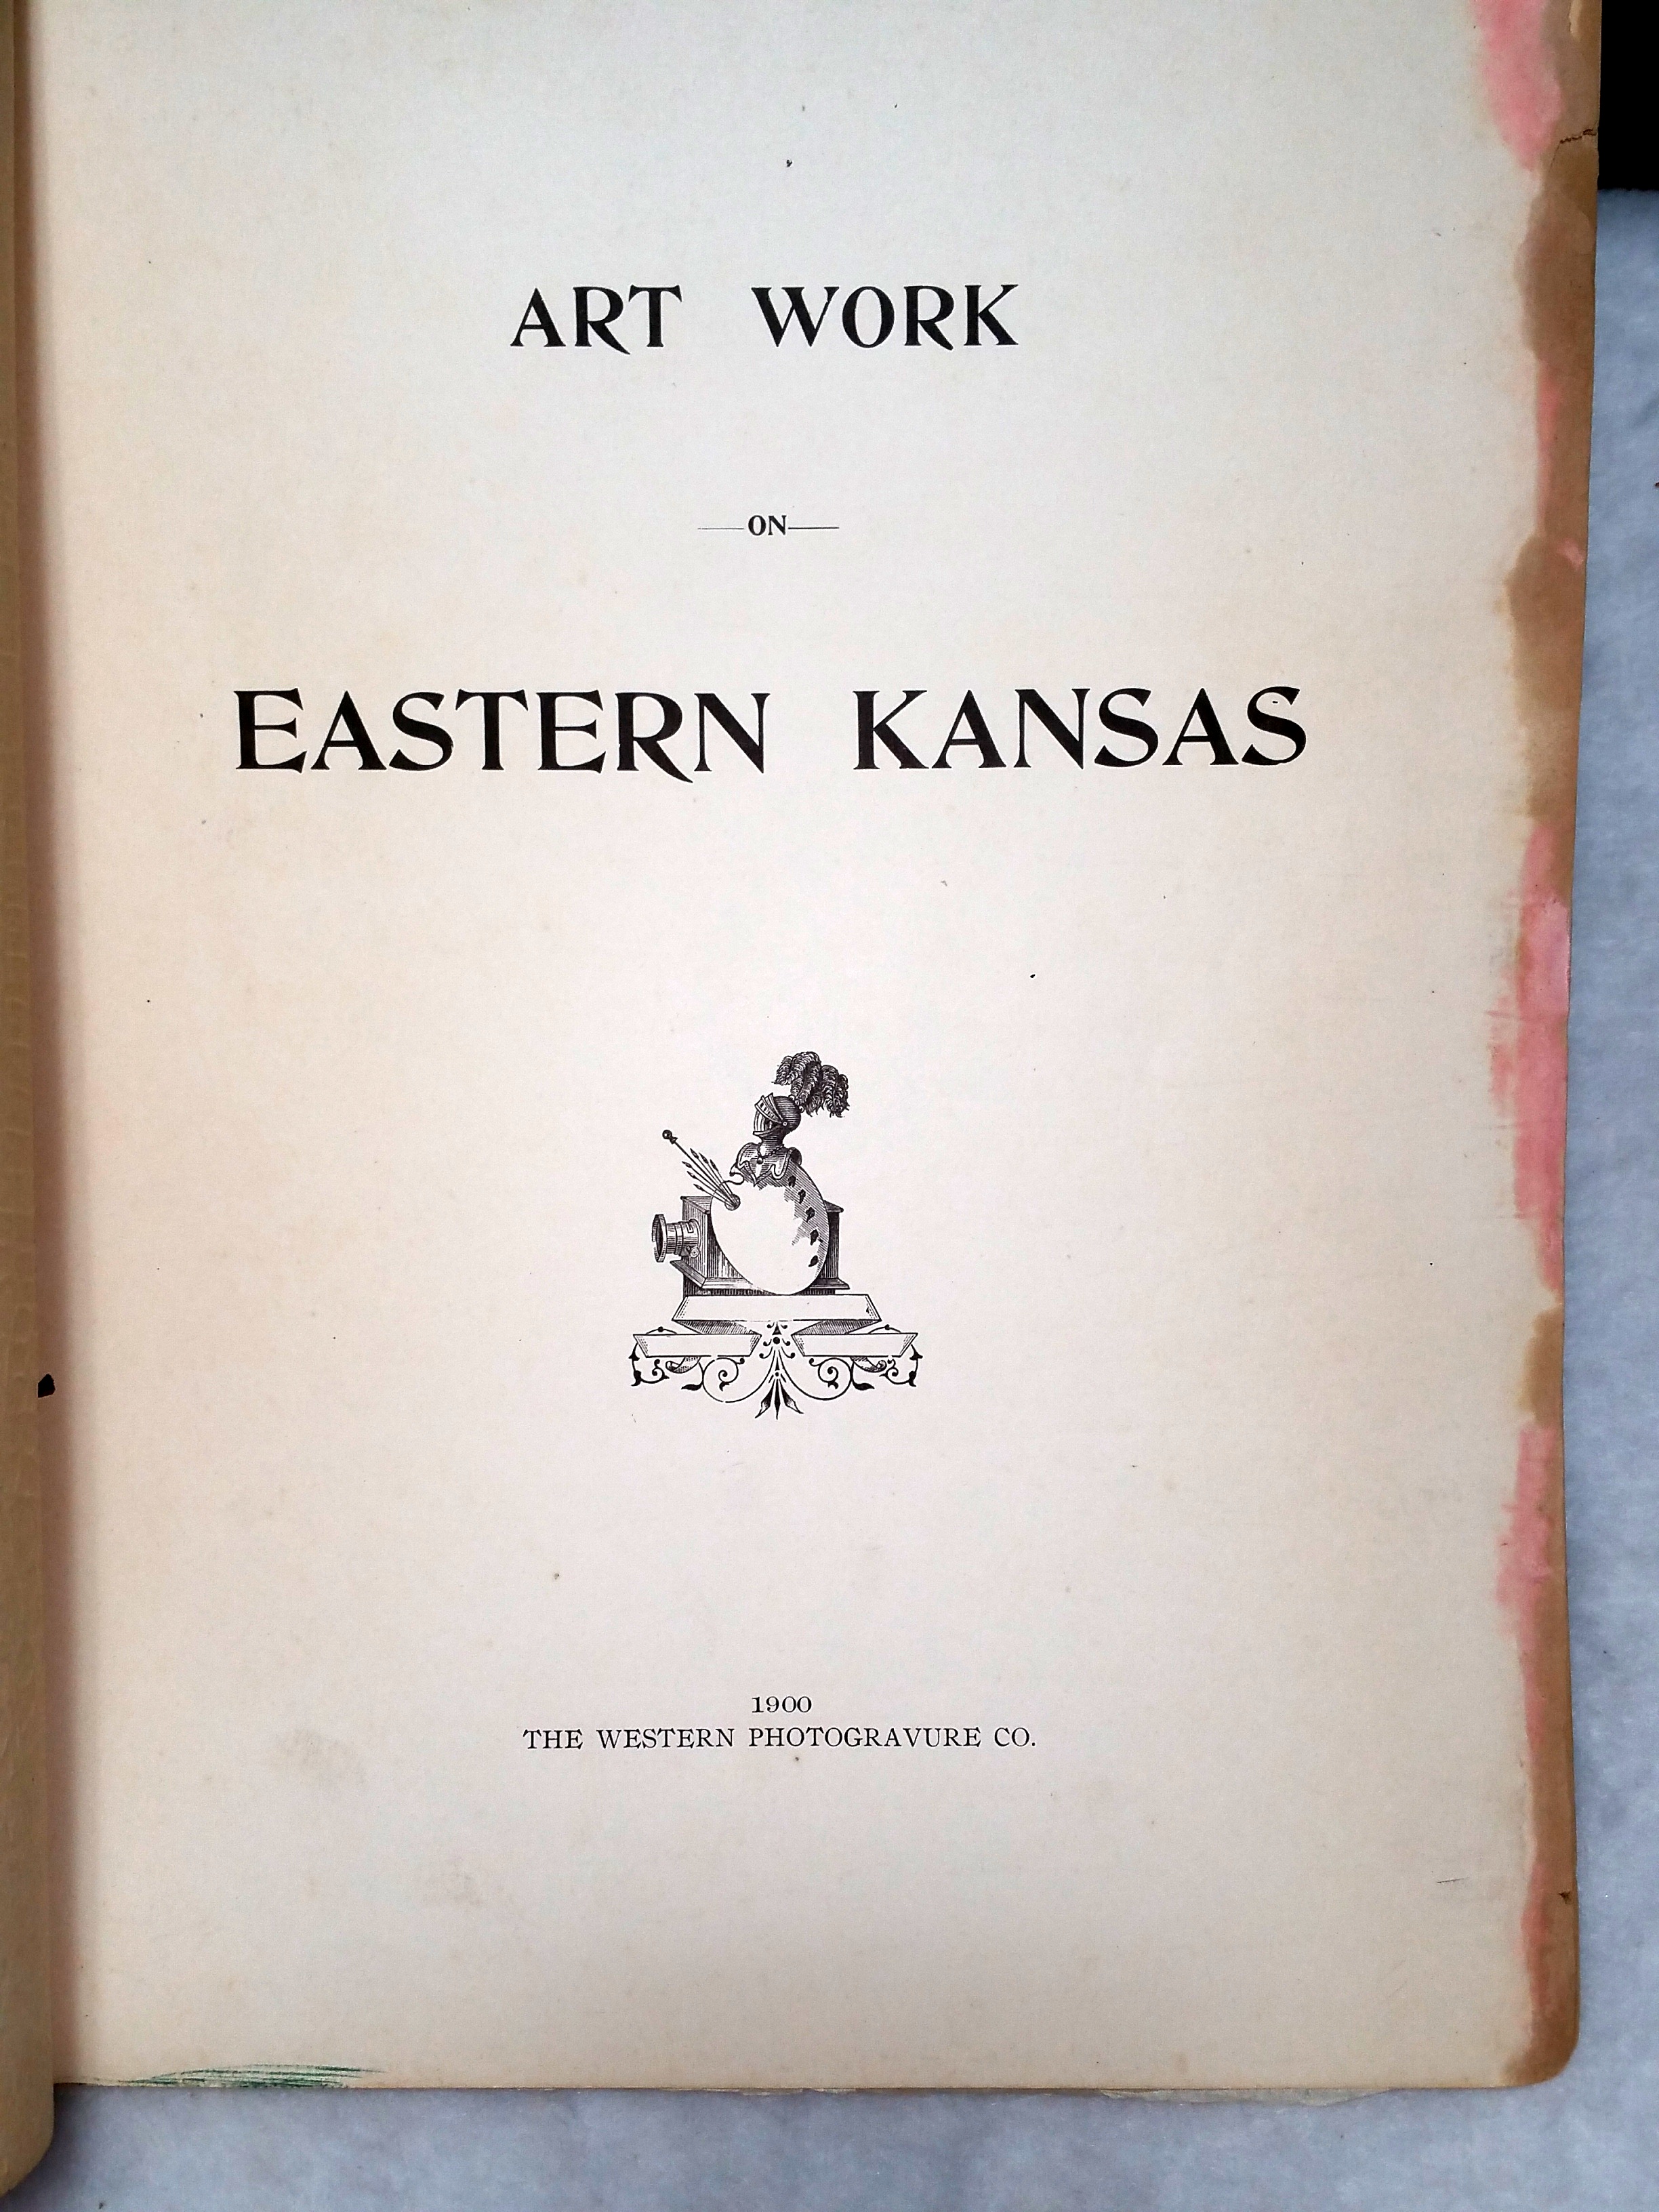 ART WORK
—ON—
EASTERN KANSAS
1900
THE WESTERN PHOTOGRAVURE CO.